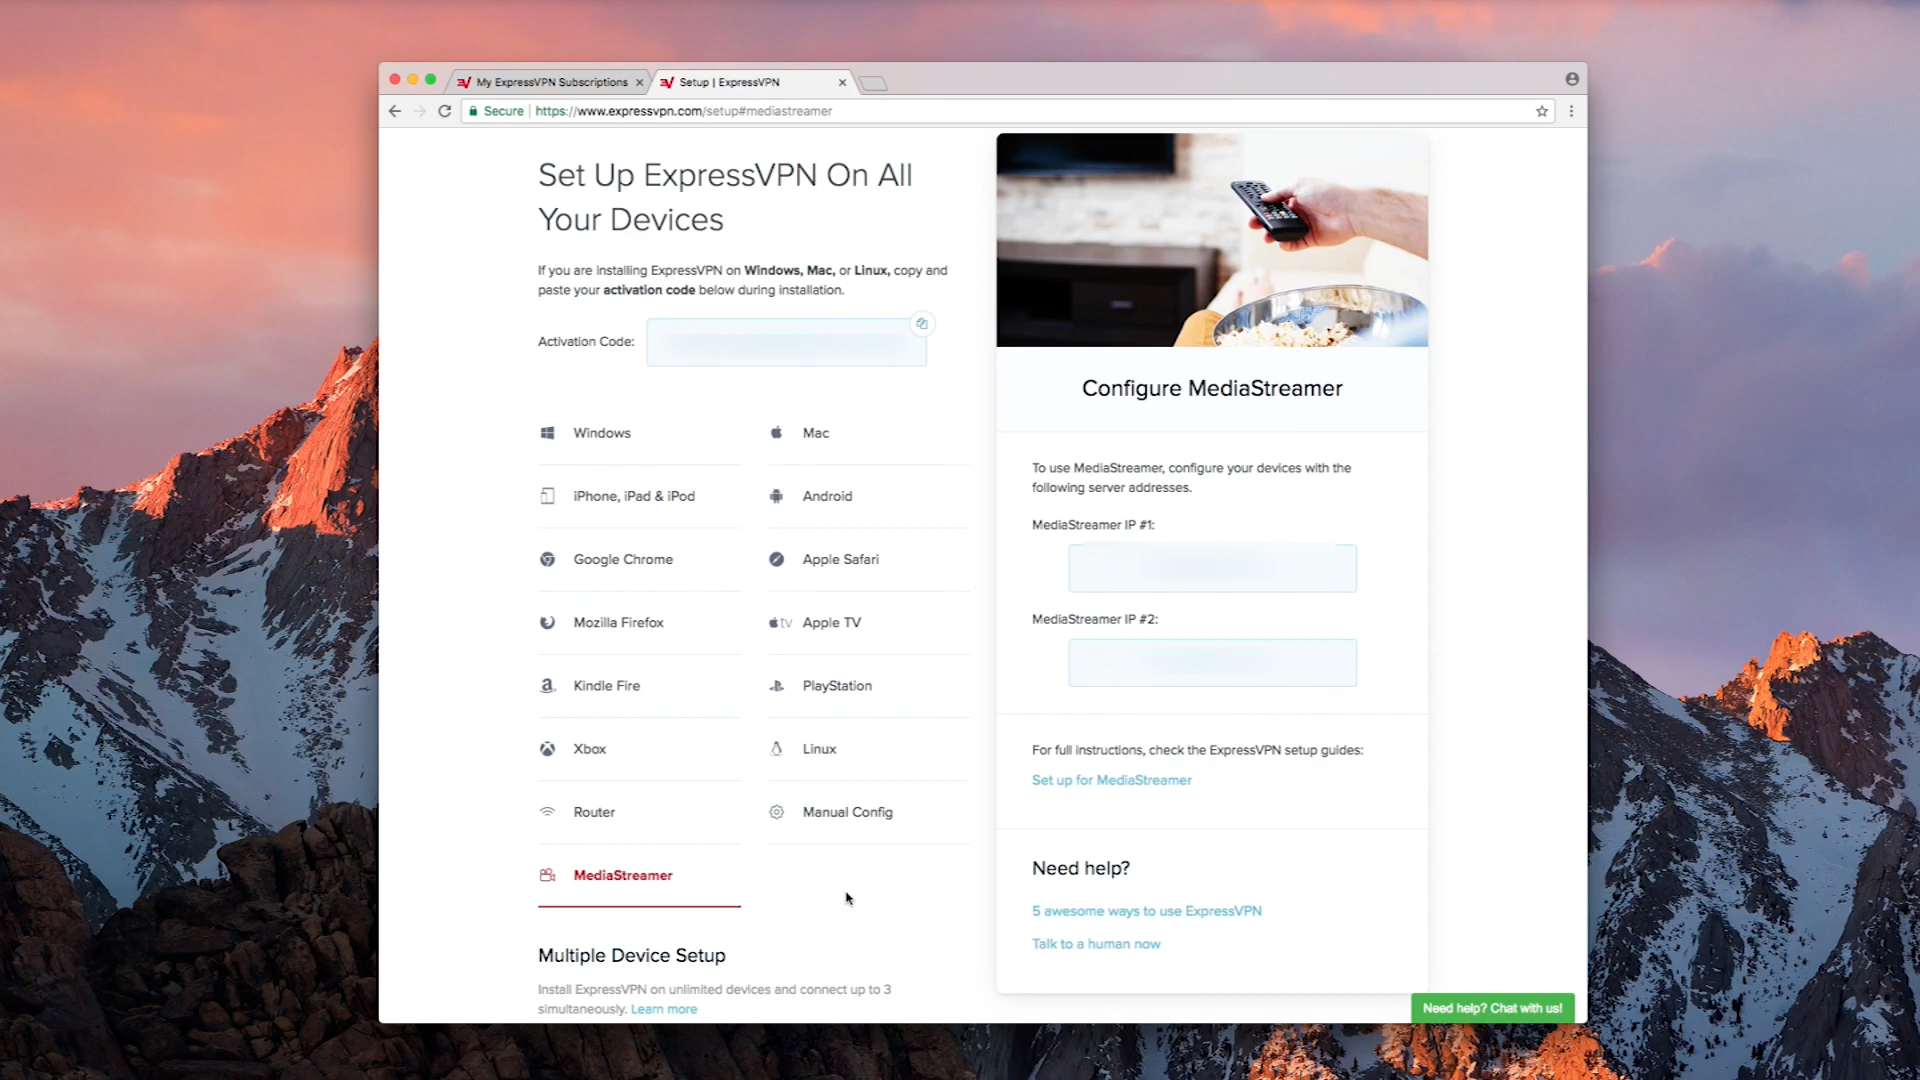 My ExpressVPN Subscriptions
Setup | ExpressVPN
Secure | https://www.expressvpn.com/setup#mediastreamer
Set Up ExpressVPN On All
Your Devices
If you are installing ExpressVPN on Windows, Mac, or Linux, copy and
paste your activation code below during installation.
Activation Code:
Windows
Mac
iPhone, iPad & iPod
Android
Google Chrome
Apple Safari
Mozilla Firefox
tv Apple TV
Kindle Fire
PlayStation
Xbox
Linux
Router
Manual Config
MediaStreamer
Multiple Device Setup
Install ExpressVPN on unlimited devices and connect up to 3
simultaneously. Learn more
Configure MediaStreamer
To use MediaStreamer, configure your devices with the
following server addresses.
MediaStreamer IP #1:
MediaStreamer IP #2:
For full instructions, check the ExpressVPN setup guides:
Set up for MediaStreamer
Need help?
5 awesome ways to use ExpressVPN
Talk to a human now
Need help? Chat with us!